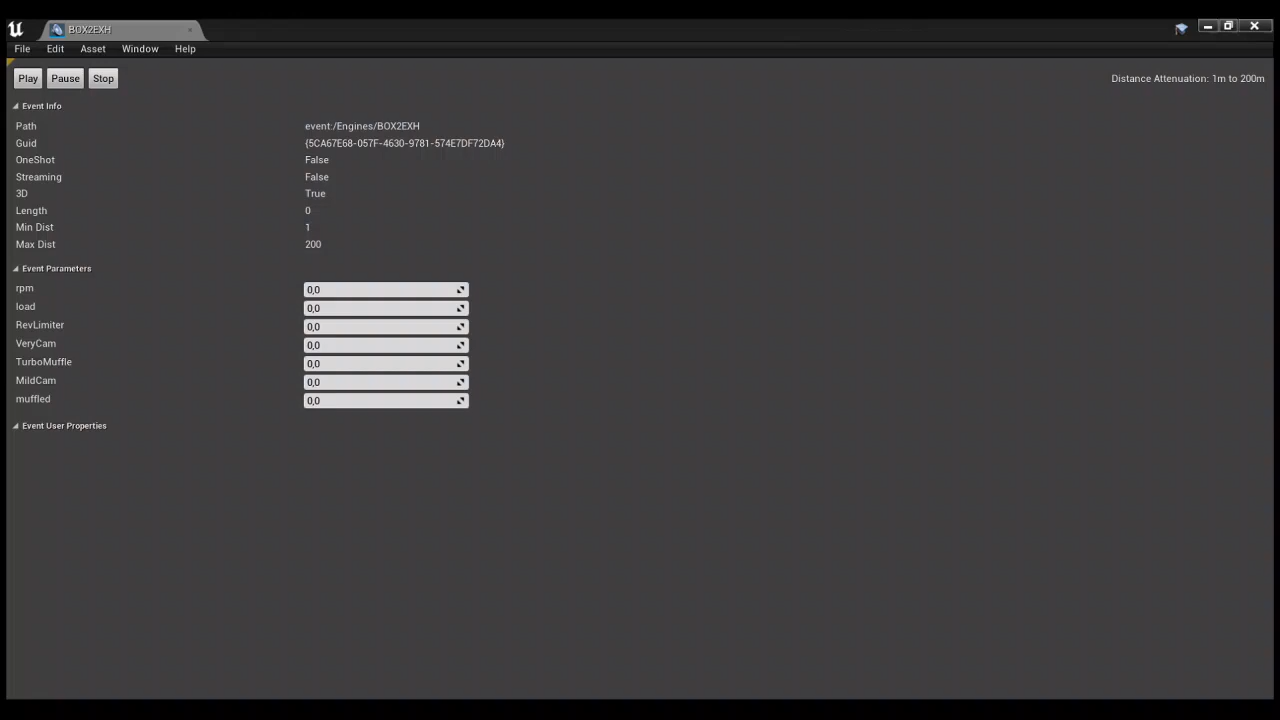 BOX2EXH
File Edit Asset Window Help
Play Pause Stop Distance Attenuation: 1m to 200m
Event Info
Path event:/Engines/BOX2EXH
Guid {5CA67E68-057F-4630-9781-574E7DF72DA4}
OneShot False
Streaming False
3D True
Length 0
Min Dist 1
Max Dist 200
Event Parameters
rpm 0,0
load 0,0
RevLimiter 0,0
VeryCam 0,0
TurboMuffle 0,0
MildCam 0,0
muffled 0,0
Event User Properties